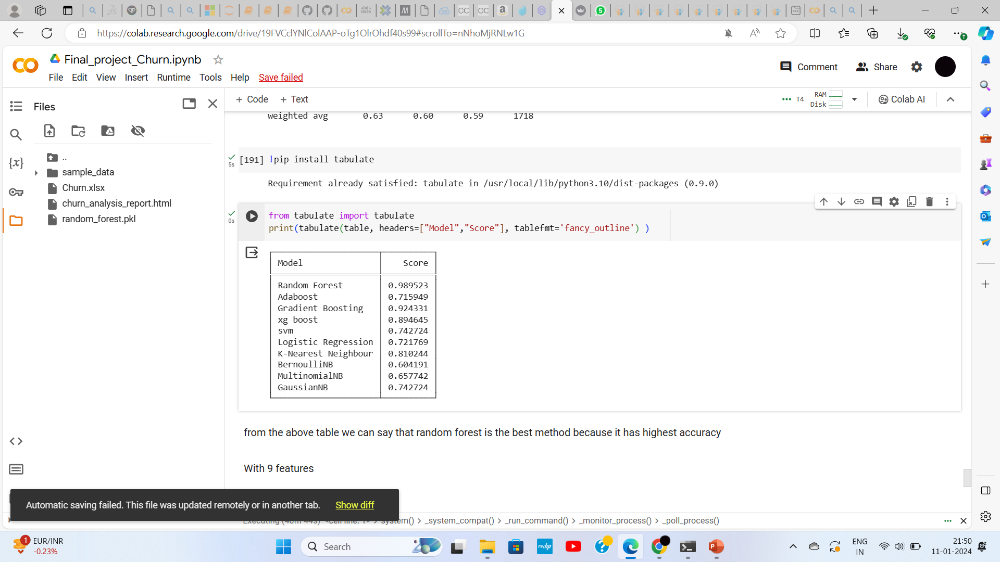 https://colab.research.google.com/drive/19FVCclYNlColAAP-oTg1OlrOhdf40s99#scrollTo=nNhoMjRNLw1G
Final_project_Churn.ipynb
File Edit View Insert Runtime Tools Help Save failed
Comment Share
Files
+ Code + Text
T4 RAM Disk
Colab AI
..
sample_data
Churn.xlsx
churn_analysis_report.html
random_forest.pkl
weighted avg 0.63 0.60 0.59 1718
5s [191] !pip install tabulate
Requirement already satisfied: tabulate in /usr/local/lib/python3.10/dist-packages (0.9.0)
0s
from tabulate import tabulate
print(tabulate(table, headers=["Model","Score"], tablefmt='fancy_outline') )
Model Score
Random Forest 0.989523
Adaboost 0.715949
Gradient Boosting 0.924331
xg boost 0.894645
svm 0.742724
Logistic Regression 0.721769
K-Nearest Neighbour 0.810244
BernoulliNB 0.604191
MultinomialNB 0.657742
GaussianNB 0.742724
from the above table we can say that random forest is the best method because it has highest accuracy
With 9 features
Automatic saving failed. This file was updated remotely or in another tab. Show diff
system() > _system_compat() > _run_command() > _monitor_process() > _poll_process()
1 EUR/INR
-0.23%
Search
myhp
ENG
IN
21:50
11-01-2024